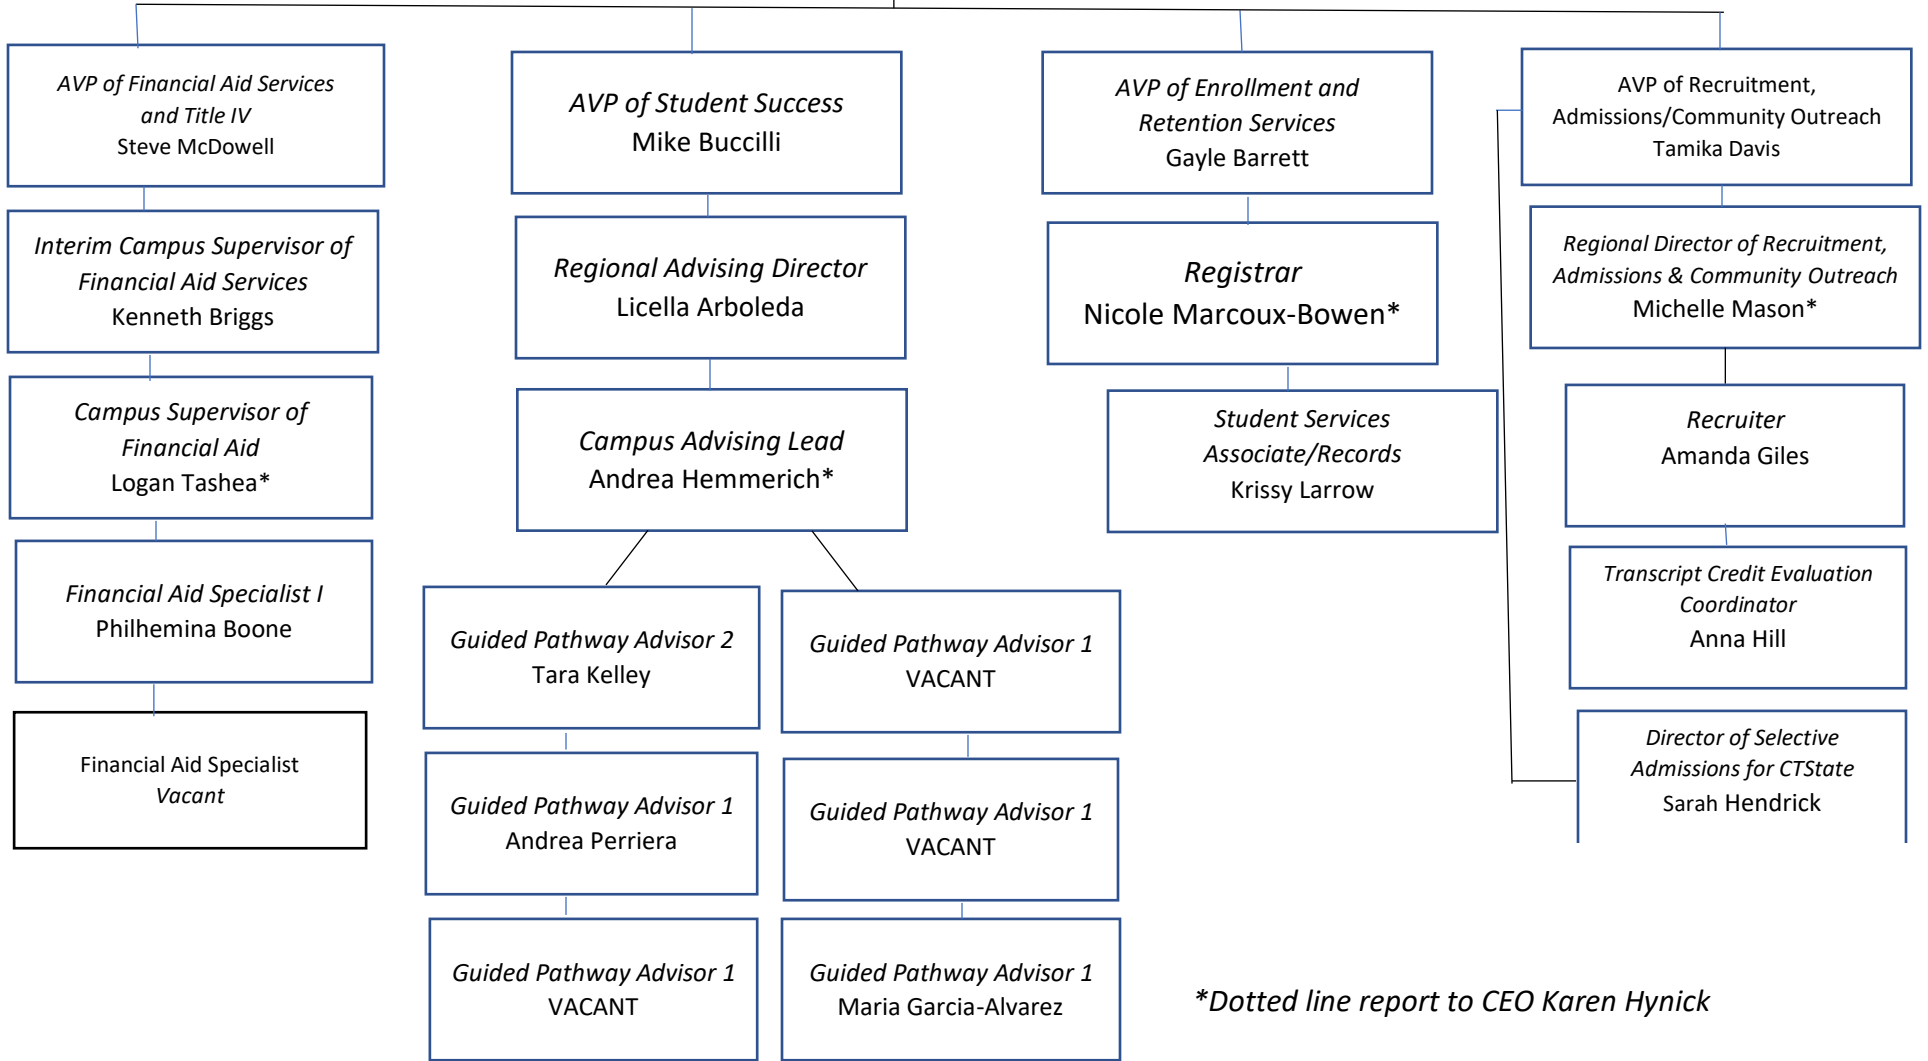 AVP of Financial Aid Services
and Title IV
Steve McDowell
Interim Campus Supervisor of
Financial Aid Services
Kenneth Briggs
Campus Supervisor of
Financial Aid
Logan Tashea*
Financial Aid Specialist I
Philhemina Boone
Financial Aid Specialist
Vacant
AVP of Student Success
Mike Buccilli
Regional Advising Director
Licella Arboleda
Campus Advising Lead
Andrea Hemmerich*
Guided Pathway Advisor 2
Tara Kelley
Guided Pathway Advisor 1
Andrea Perriera
Guided Pathway Advisor 1
VACANT
Guided Pathway Advisor 1
VACANT
Guided Pathway Advisor 1
VACANT
Guided Pathway Advisor 1
Maria Garcia-Alvarez
AVP of Enrollment and
Retention Services
Gayle Barrett
Registrar
Nicole Marcoux-Bowen*
Student Services
Associate/Records
Krissy Larrow
AVP of Recruitment,
Admissions/Community Outreach
Tamika Davis
Regional Director of Recruitment,
Admissions & Community Outreach
Michelle Mason*
Recruiter
Amanda Giles
Transcript Credit Evaluation
Coordinator
Anna Hill
Director of Selective
Admissions for CTState
Sarah Hendrick
*Dotted line report to CEO Karen Hynick